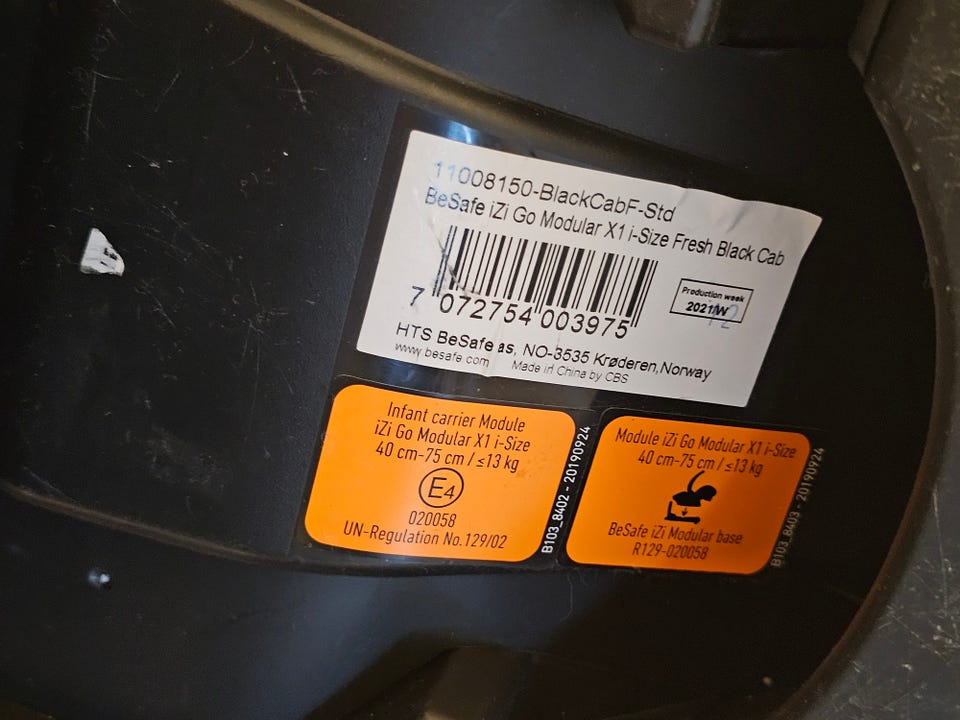 11008150-BlackCabF-Std
BeSafe iZi Go Modular X1 i-Size Fresh Black Cab
7 072754 003975
Production week
2021/W 12
HTS BeSafe as, NO-3535 Krøderen,Norway
www.besafe.com Made in China by CBS
Infant carrier Module
iZi Go Modular X1 i-Size
40 cm-75 cm / ≤13 kg
E4
020058
UN-Regulation No.129/02
B103_8402 - 20190924
Module iZi Go Modular X1 i-Size
40 cm-75 cm / ≤13 kg
BeSafe iZi Modular base
R129-020058
B103_8403 - 20190924